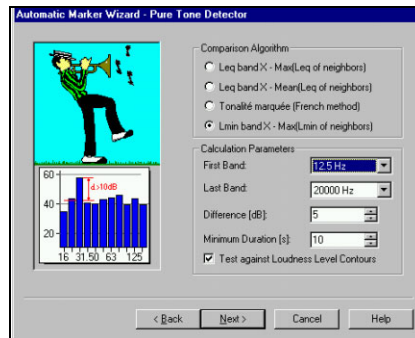 Automatic Marker Wizard - Pure Tone Detector
Comparison Algorithm
Leq band X - Max(Leq of neighbors)
Leq band X - Mean(Leq of neighbors)
Tonalité marquée (French method)
Lmin band X - Max(Lmin of neighbors)
Calculation Parameters
First Band: 12.5 Hz
Last Band: 20000 Hz
Difference [dB]: 5
Minimum Duration [s]: 10
Test against Loudness Level Contours
60
d>10dB
40
20
16 31.50 63 125
< Back Next > Cancel Help